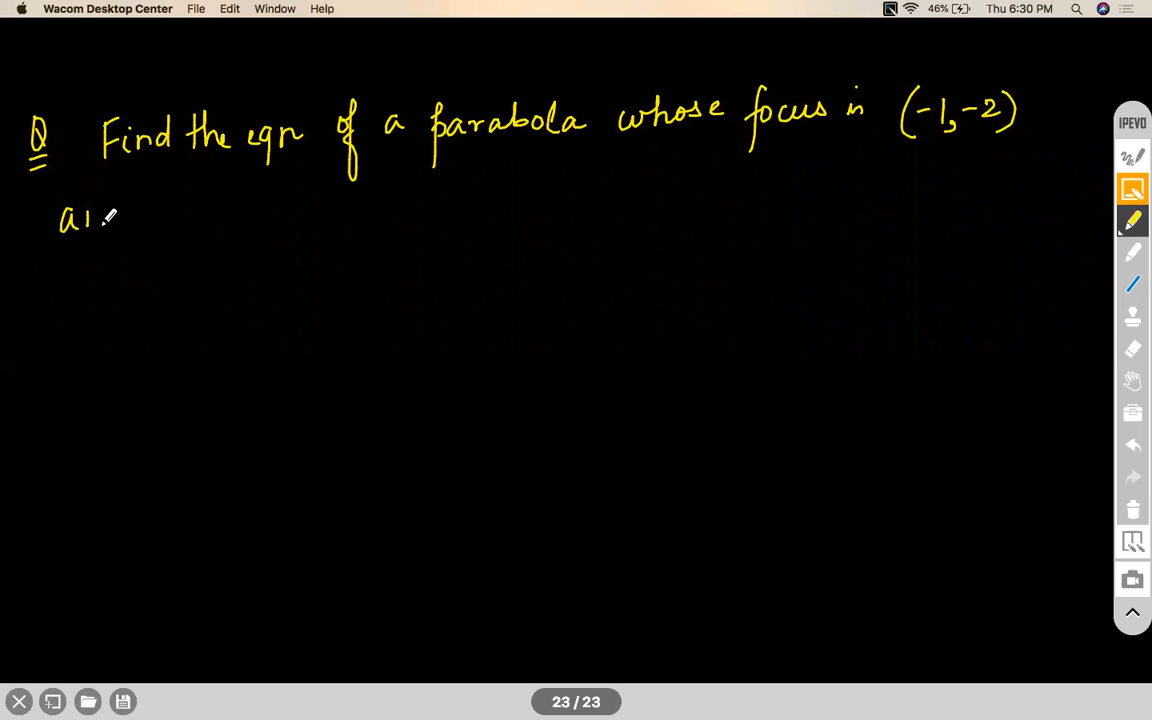 Wacom Desktop Center File Edit Window Help 46% Thu 6:30 PM
Q Find the eqn of a parabola whose focus is (-1, -2)
IPEVO
23 / 23